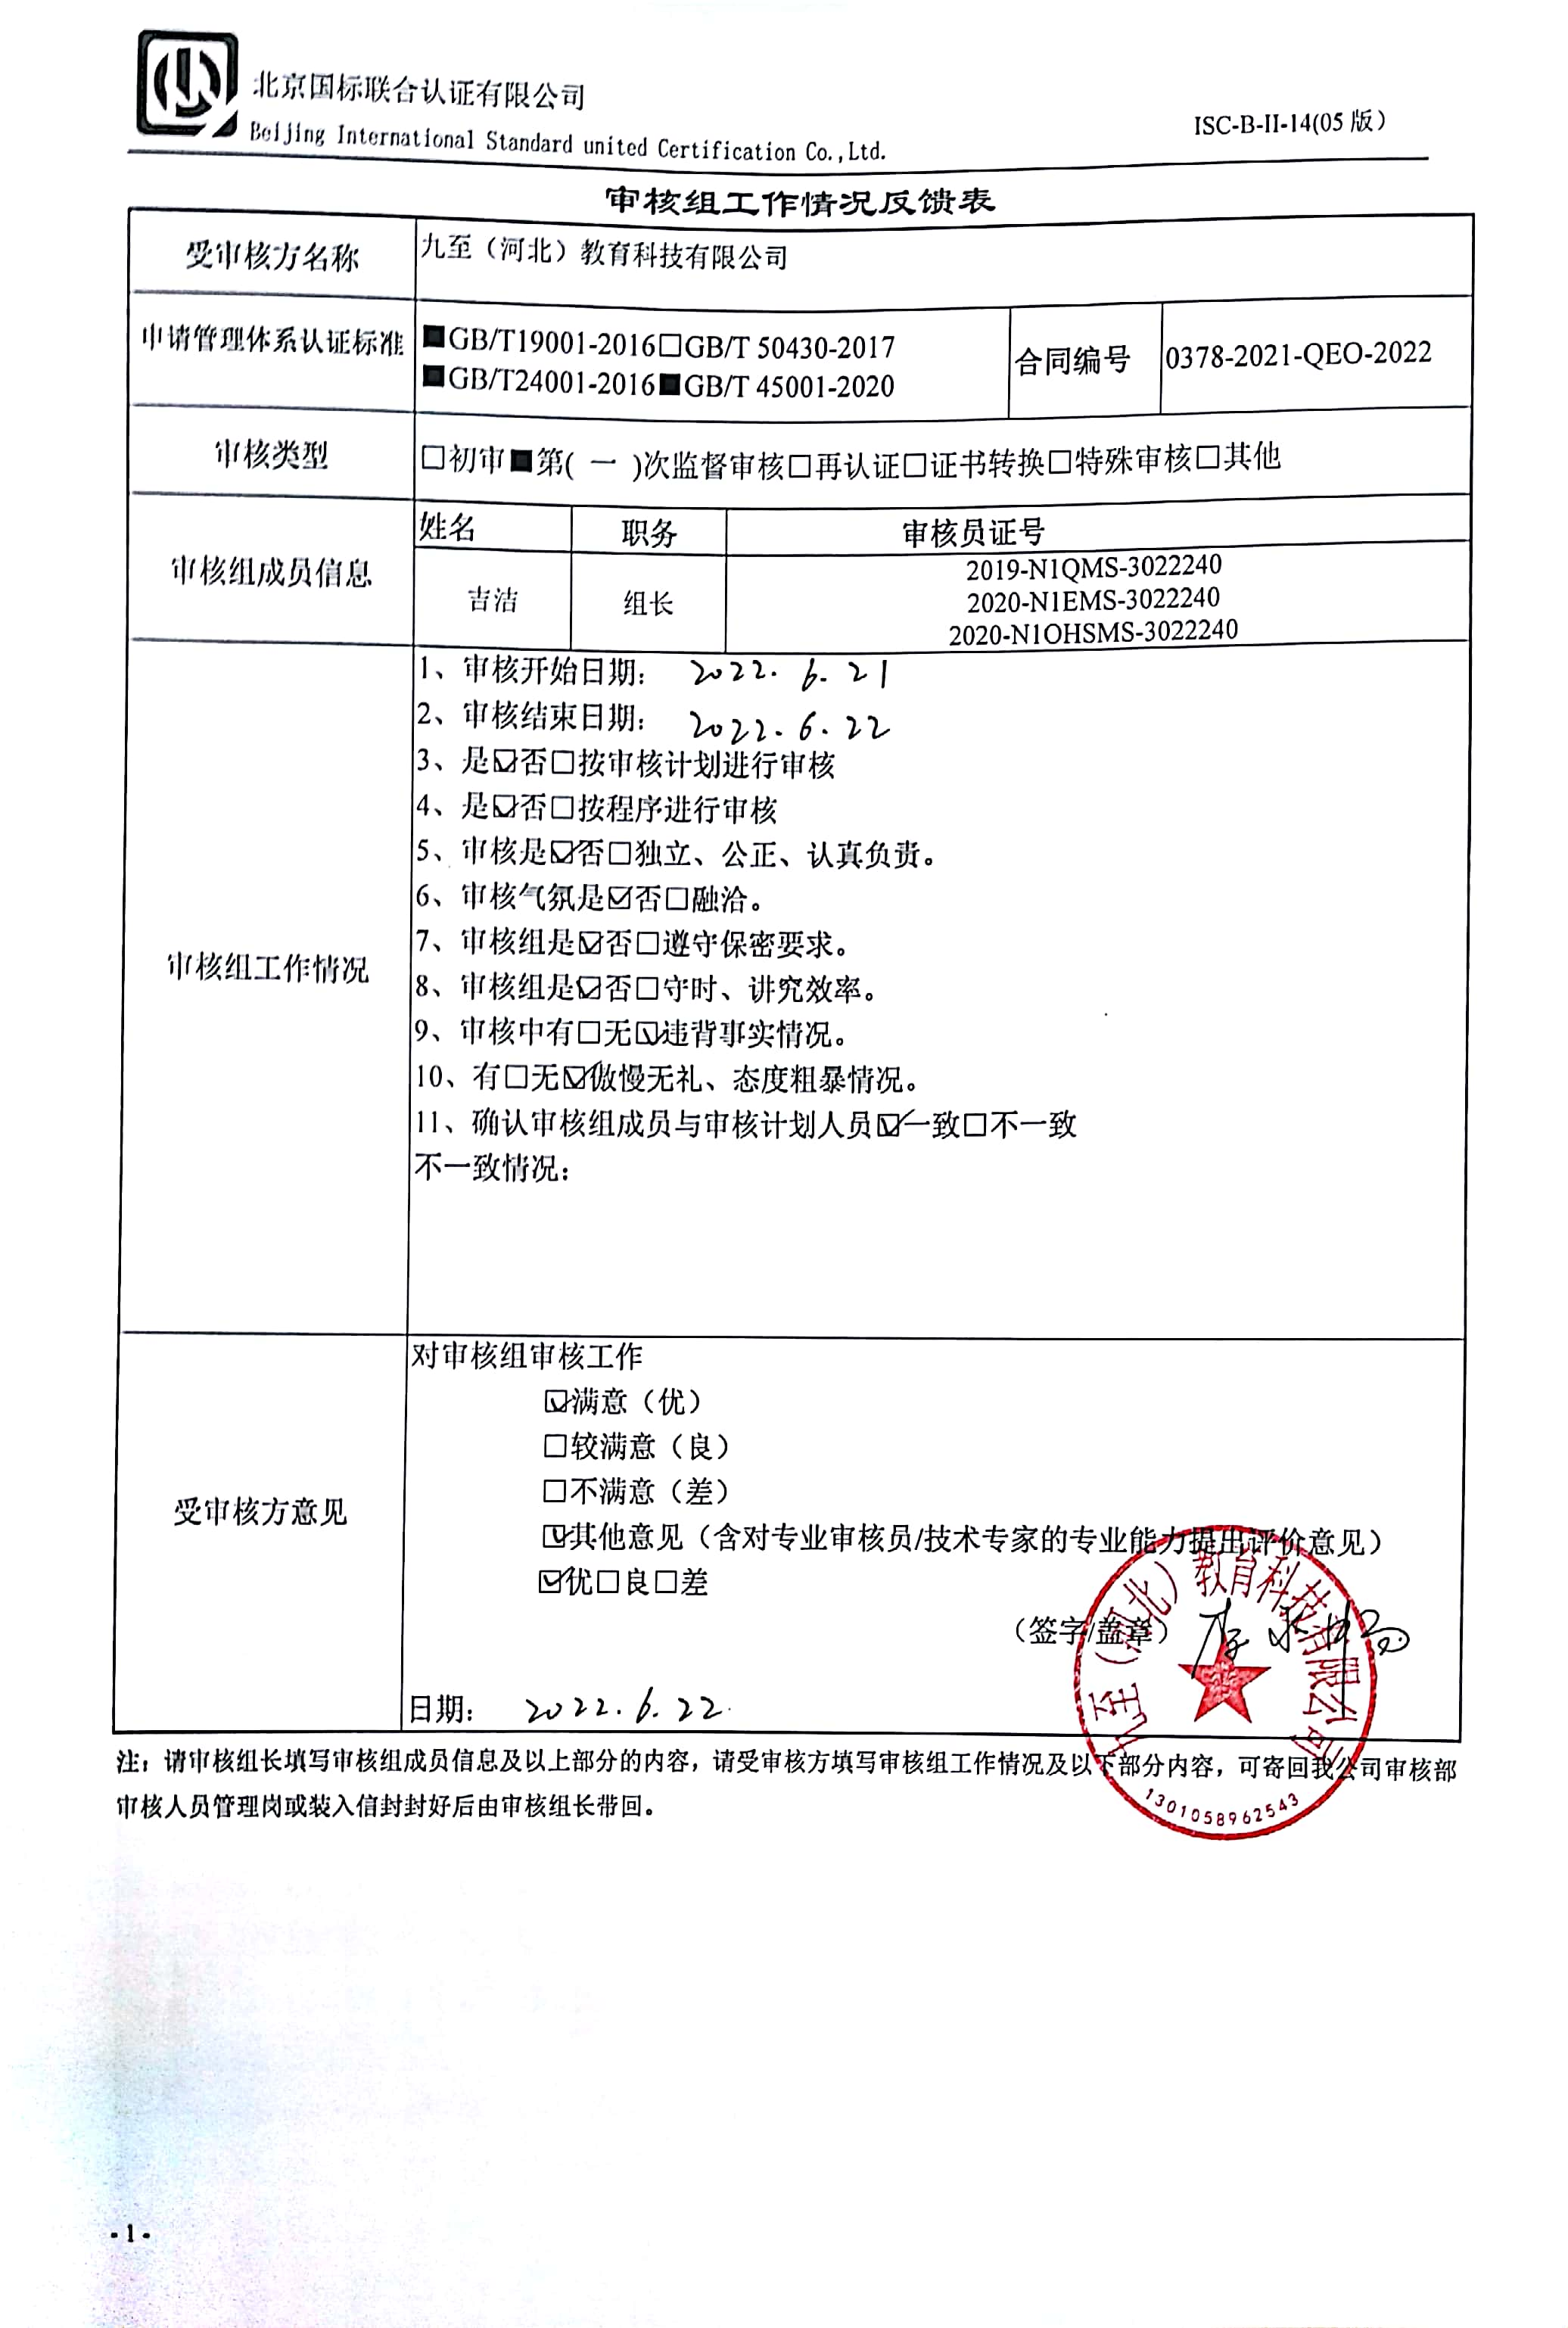 北京国标联合认证有限公司
Beijing International Standard united Certification Co.,Ltd.
ISC-B-II-14(05 版)
审核组工作情况反馈表
受审核方名称
九至（河北）教育科技有限公司
申请管理体系认证标准
■GB/T19001-2016□GB/T 50430-2017
■GB/T24001-2016■GB/T 45001-2020
合同编号
0378-2021-QEO-2022
审核类型
□初审■第( 一 )次监督审核□再认证□证书转换□特殊审核□其他
审核组成员信息
姓名 职务 审核员证号
吉洁 组长
2019-N1QMS-3022240
2020-N1EMS-3022240
2020-N1OHSMS-3022240
审核组工作情况
1、审核开始日期： 2022.6.21
2、审核结束日期： 2022.6.22
3、是☑否□按审核计划进行审核
4、是☑否□按程序进行审核
5、审核是☑否□独立、公正、认真负责。
6、审核气氛是☑否□融洽。
7、审核组是☑否□遵守保密要求。
8、审核组是☑否□守时、讲究效率。
9、审核中有□无☑违背事实情况。
10、有□无☑傲慢无礼、态度粗暴情况。
11、确认审核组成员与审核计划人员☑一致□不一致
不一致情况：
受审核方意见
对审核组审核工作
☑满意（优）
□较满意（良）
□不满意（差）
☑其他意见（含对专业审核员/技术专家的专业能力提出评价意见）
☑优□良□差
（签字/盖章）
日期： 2022.6.22
九至（河北）教育科技有限公司
1301058962543
注：请审核组长填写审核组成员信息及以上部分的内容，请受审核方填写审核组工作情况及以下部分内容，可寄回我公司审核部
审核人员管理岗或装入信封封好后由审核组长带回。
- 1 -